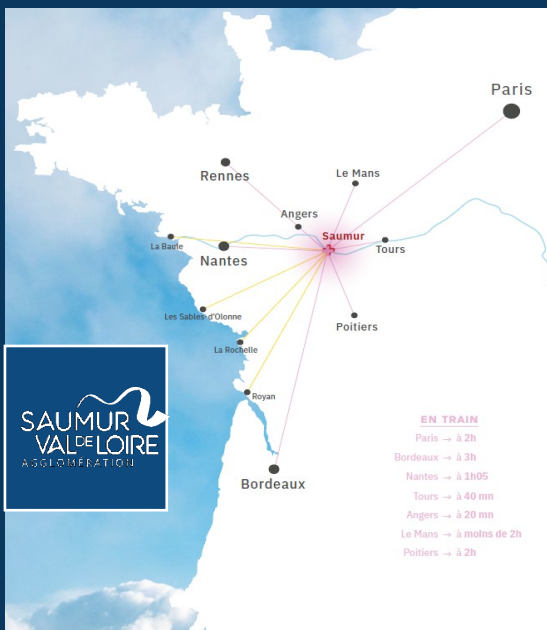 Paris
Rennes
Le Mans
Angers
Saumur
La Baule
Nantes
Tours
Les Sables-d'Olonne
Poitiers
La Rochelle
Royan
Bordeaux
SAUMUR
VAL DE LOIRE
AGGLOMÉRATION
EN TRAIN
Paris → à 2h
Bordeaux → à 3h
Nantes → à 1h05
Tours → à 40 mn
Angers → à 20 mn
Le Mans → à moins de 2h
Poitiers → à 2h